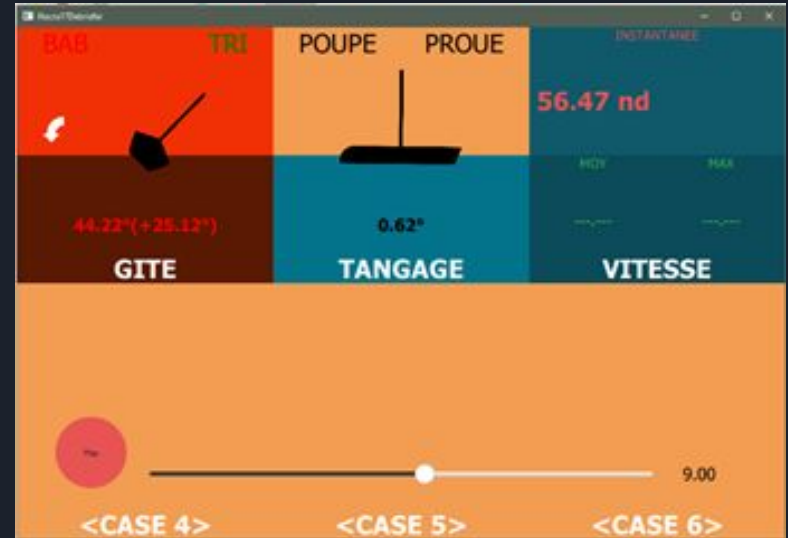 BAB TRI
44.22°(+25.12°)
GITE
POUPE PROUE
0.62°
TANGAGE
INSTANTANEE
56.47 nd
MOY MAX
---,--- ---,---
VITESSE
9.00
<CASE 4> <CASE 5> <CASE 6>